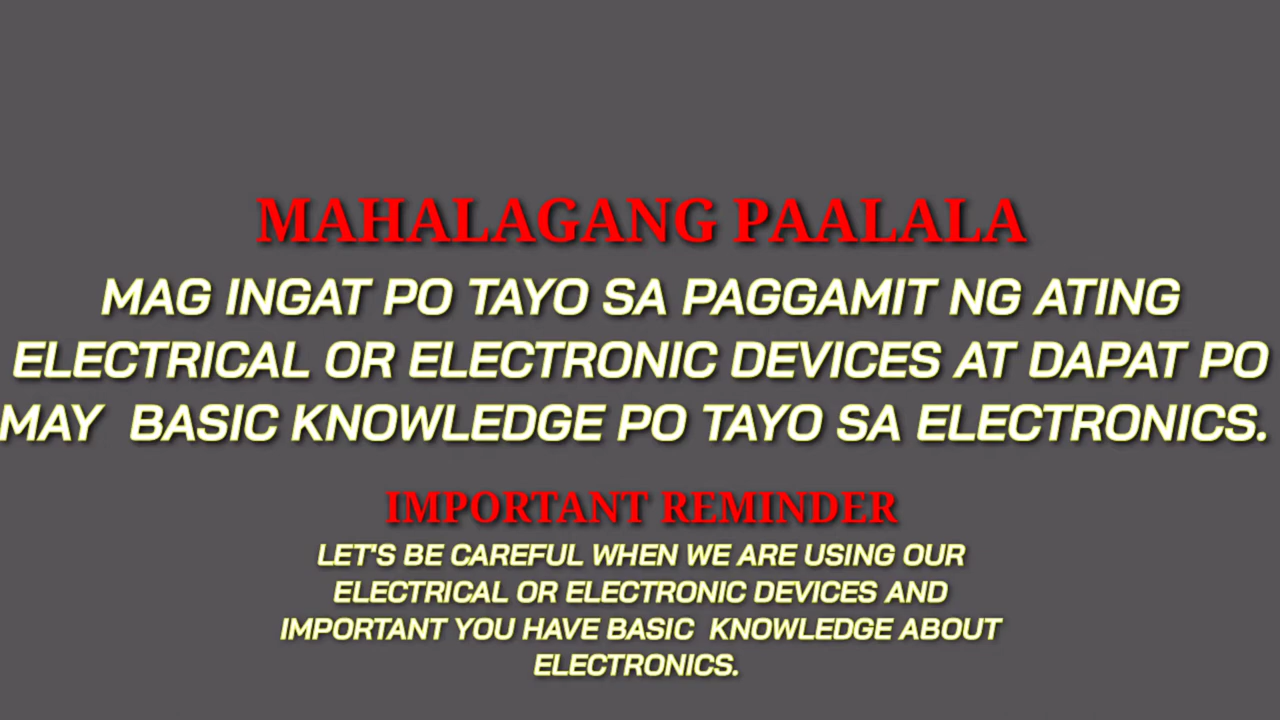 MAHALAGANG PAALALA
MAG INGAT PO TAYO SA PAGGAMIT NG ATING
ELECTRICAL OR ELECTRONIC DEVICES AT DAPAT PO
MAY BASIC KNOWLEDGE PO TAYO SA ELECTRONICS.
IMPORTANT REMINDER
LET'S BE CAREFUL WHEN WE ARE USING OUR
ELECTRICAL OR ELECTRONIC DEVICES AND
IMPORTANT YOU HAVE BASIC KNOWLEDGE ABOUT
ELECTRONICS.